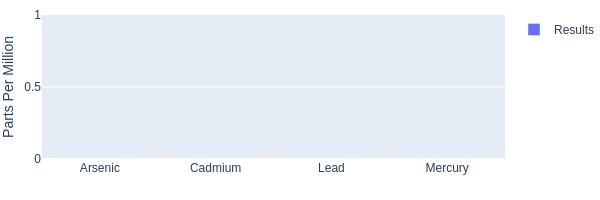 1
Results
Parts Per Million
0.5
0
Arsenic Cadmium Lead Mercury